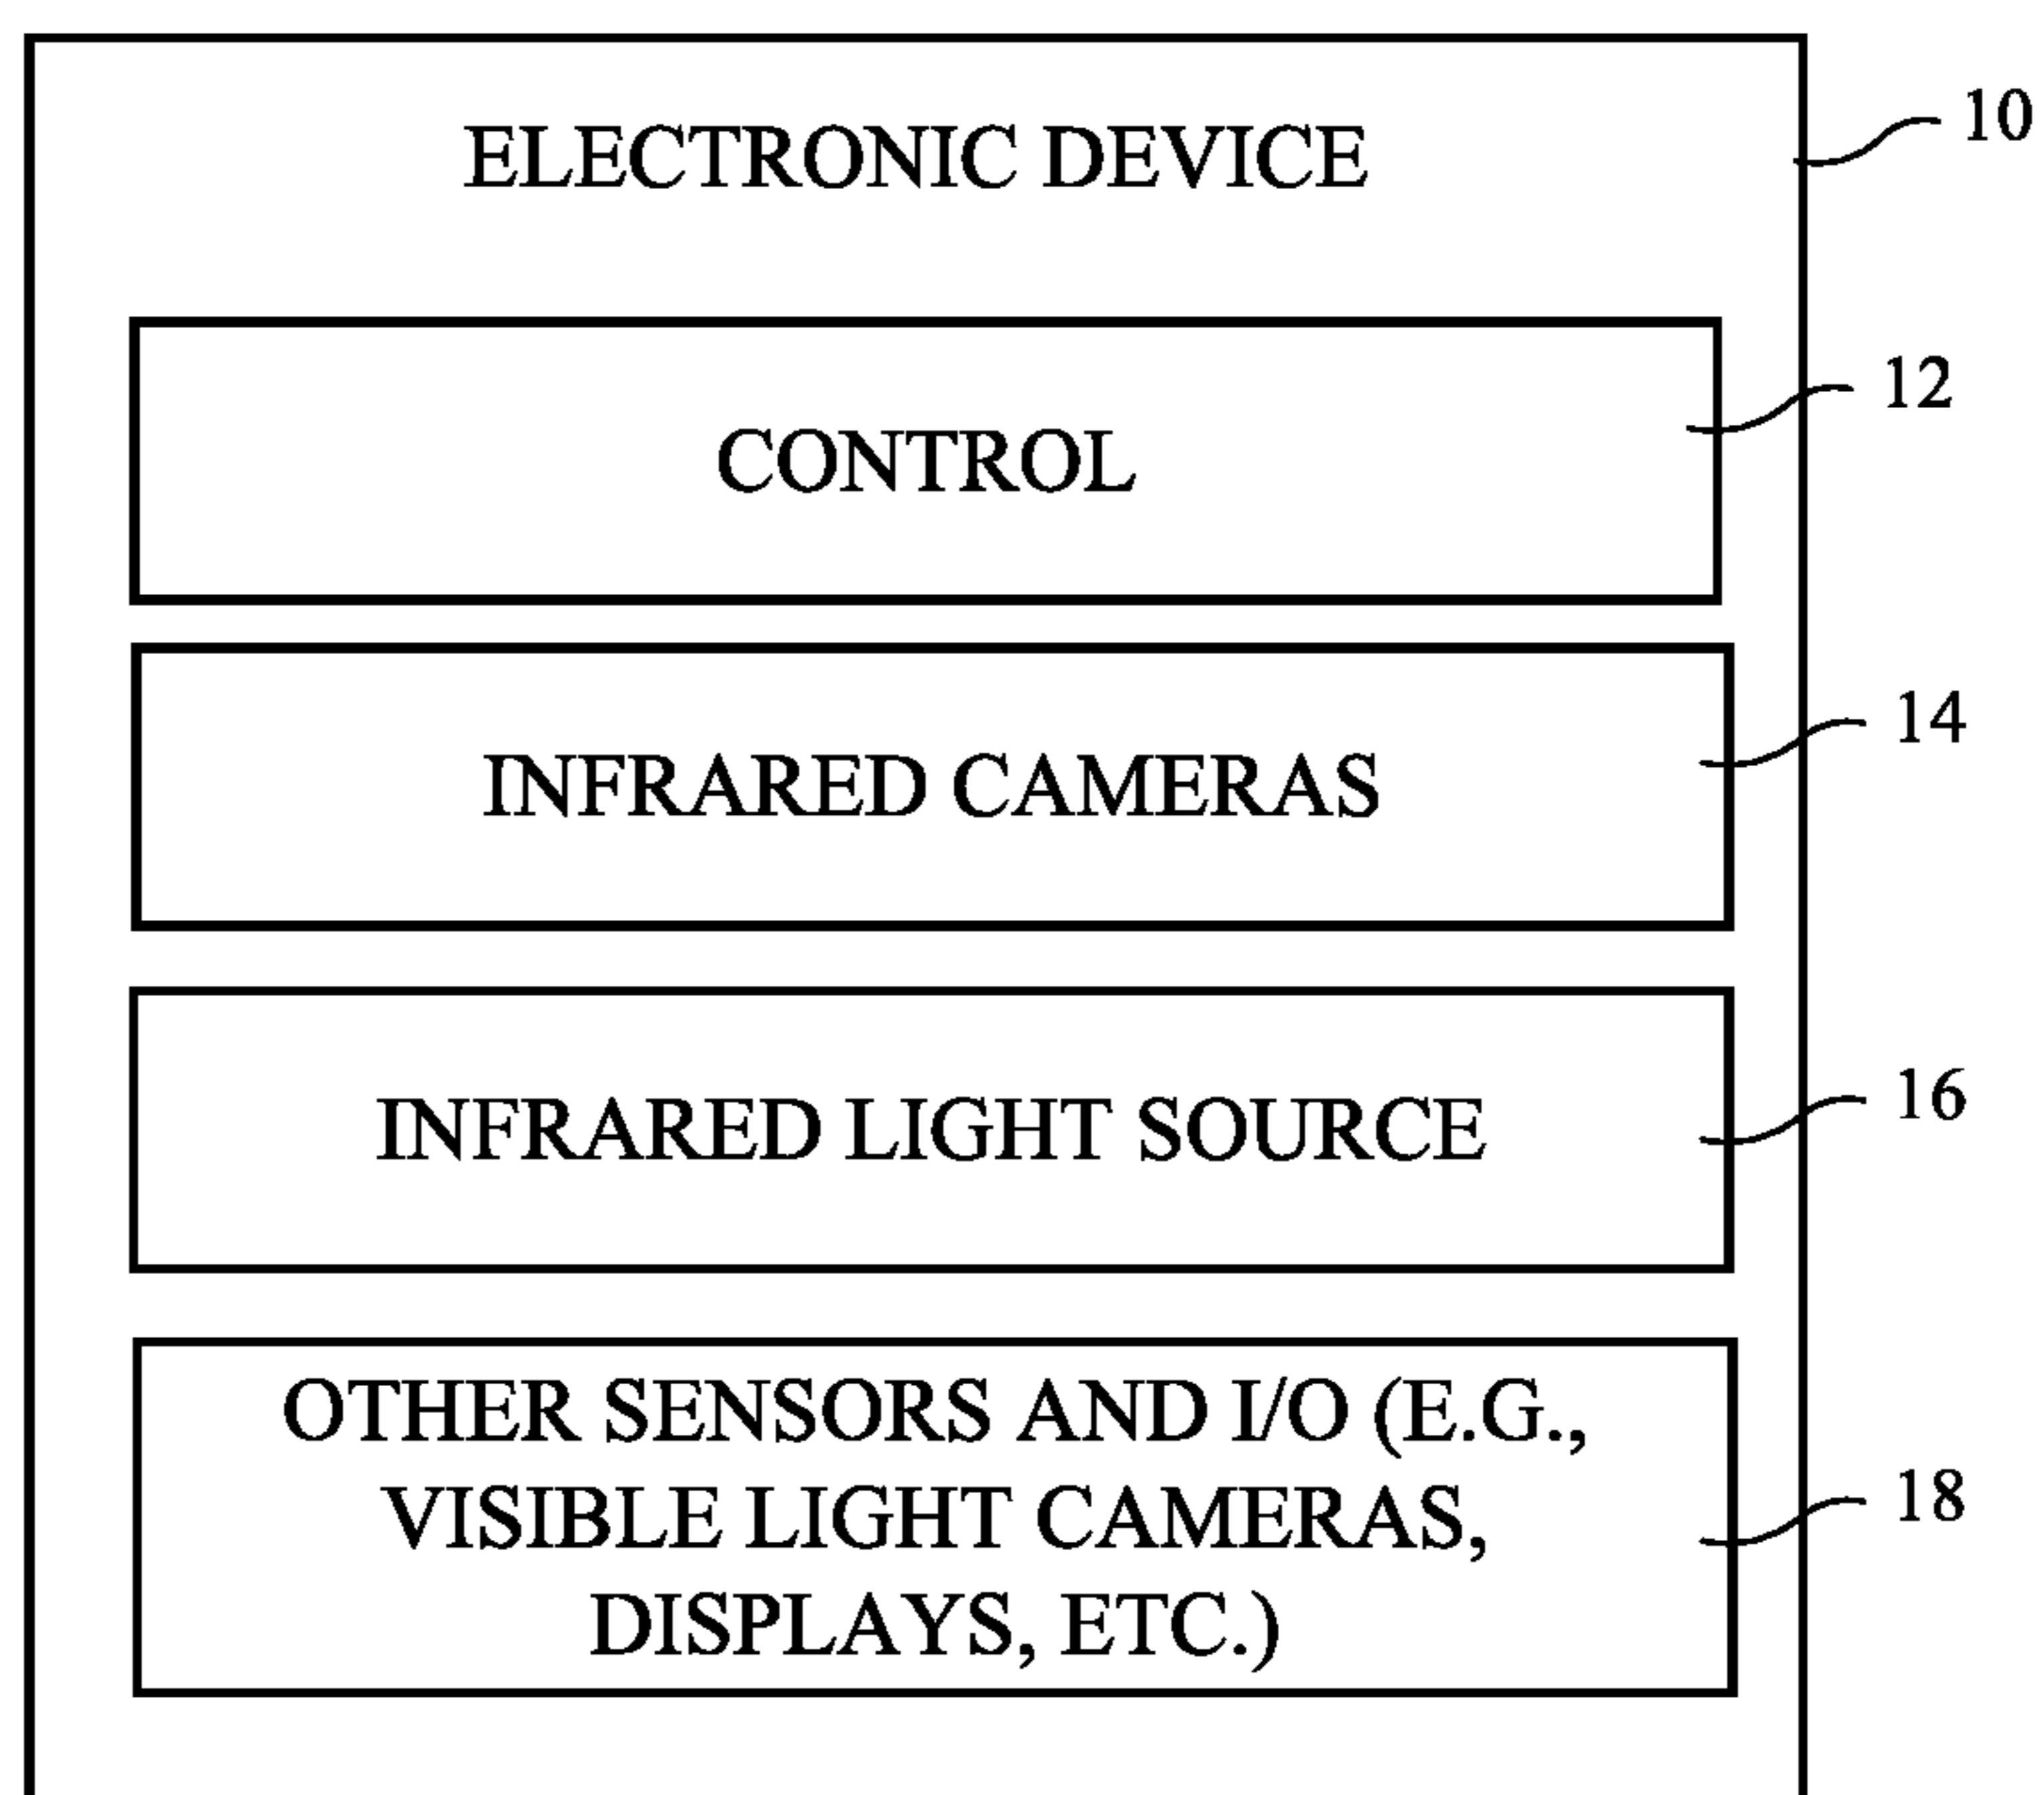 ELECTRONIC DEVICE
10
CONTROL
12
INFRARED CAMERAS
14
INFRARED LIGHT SOURCE
16
OTHER SENSORS AND I/O (E.G.,
VISIBLE LIGHT CAMERAS,
DISPLAYS, ETC.)
18